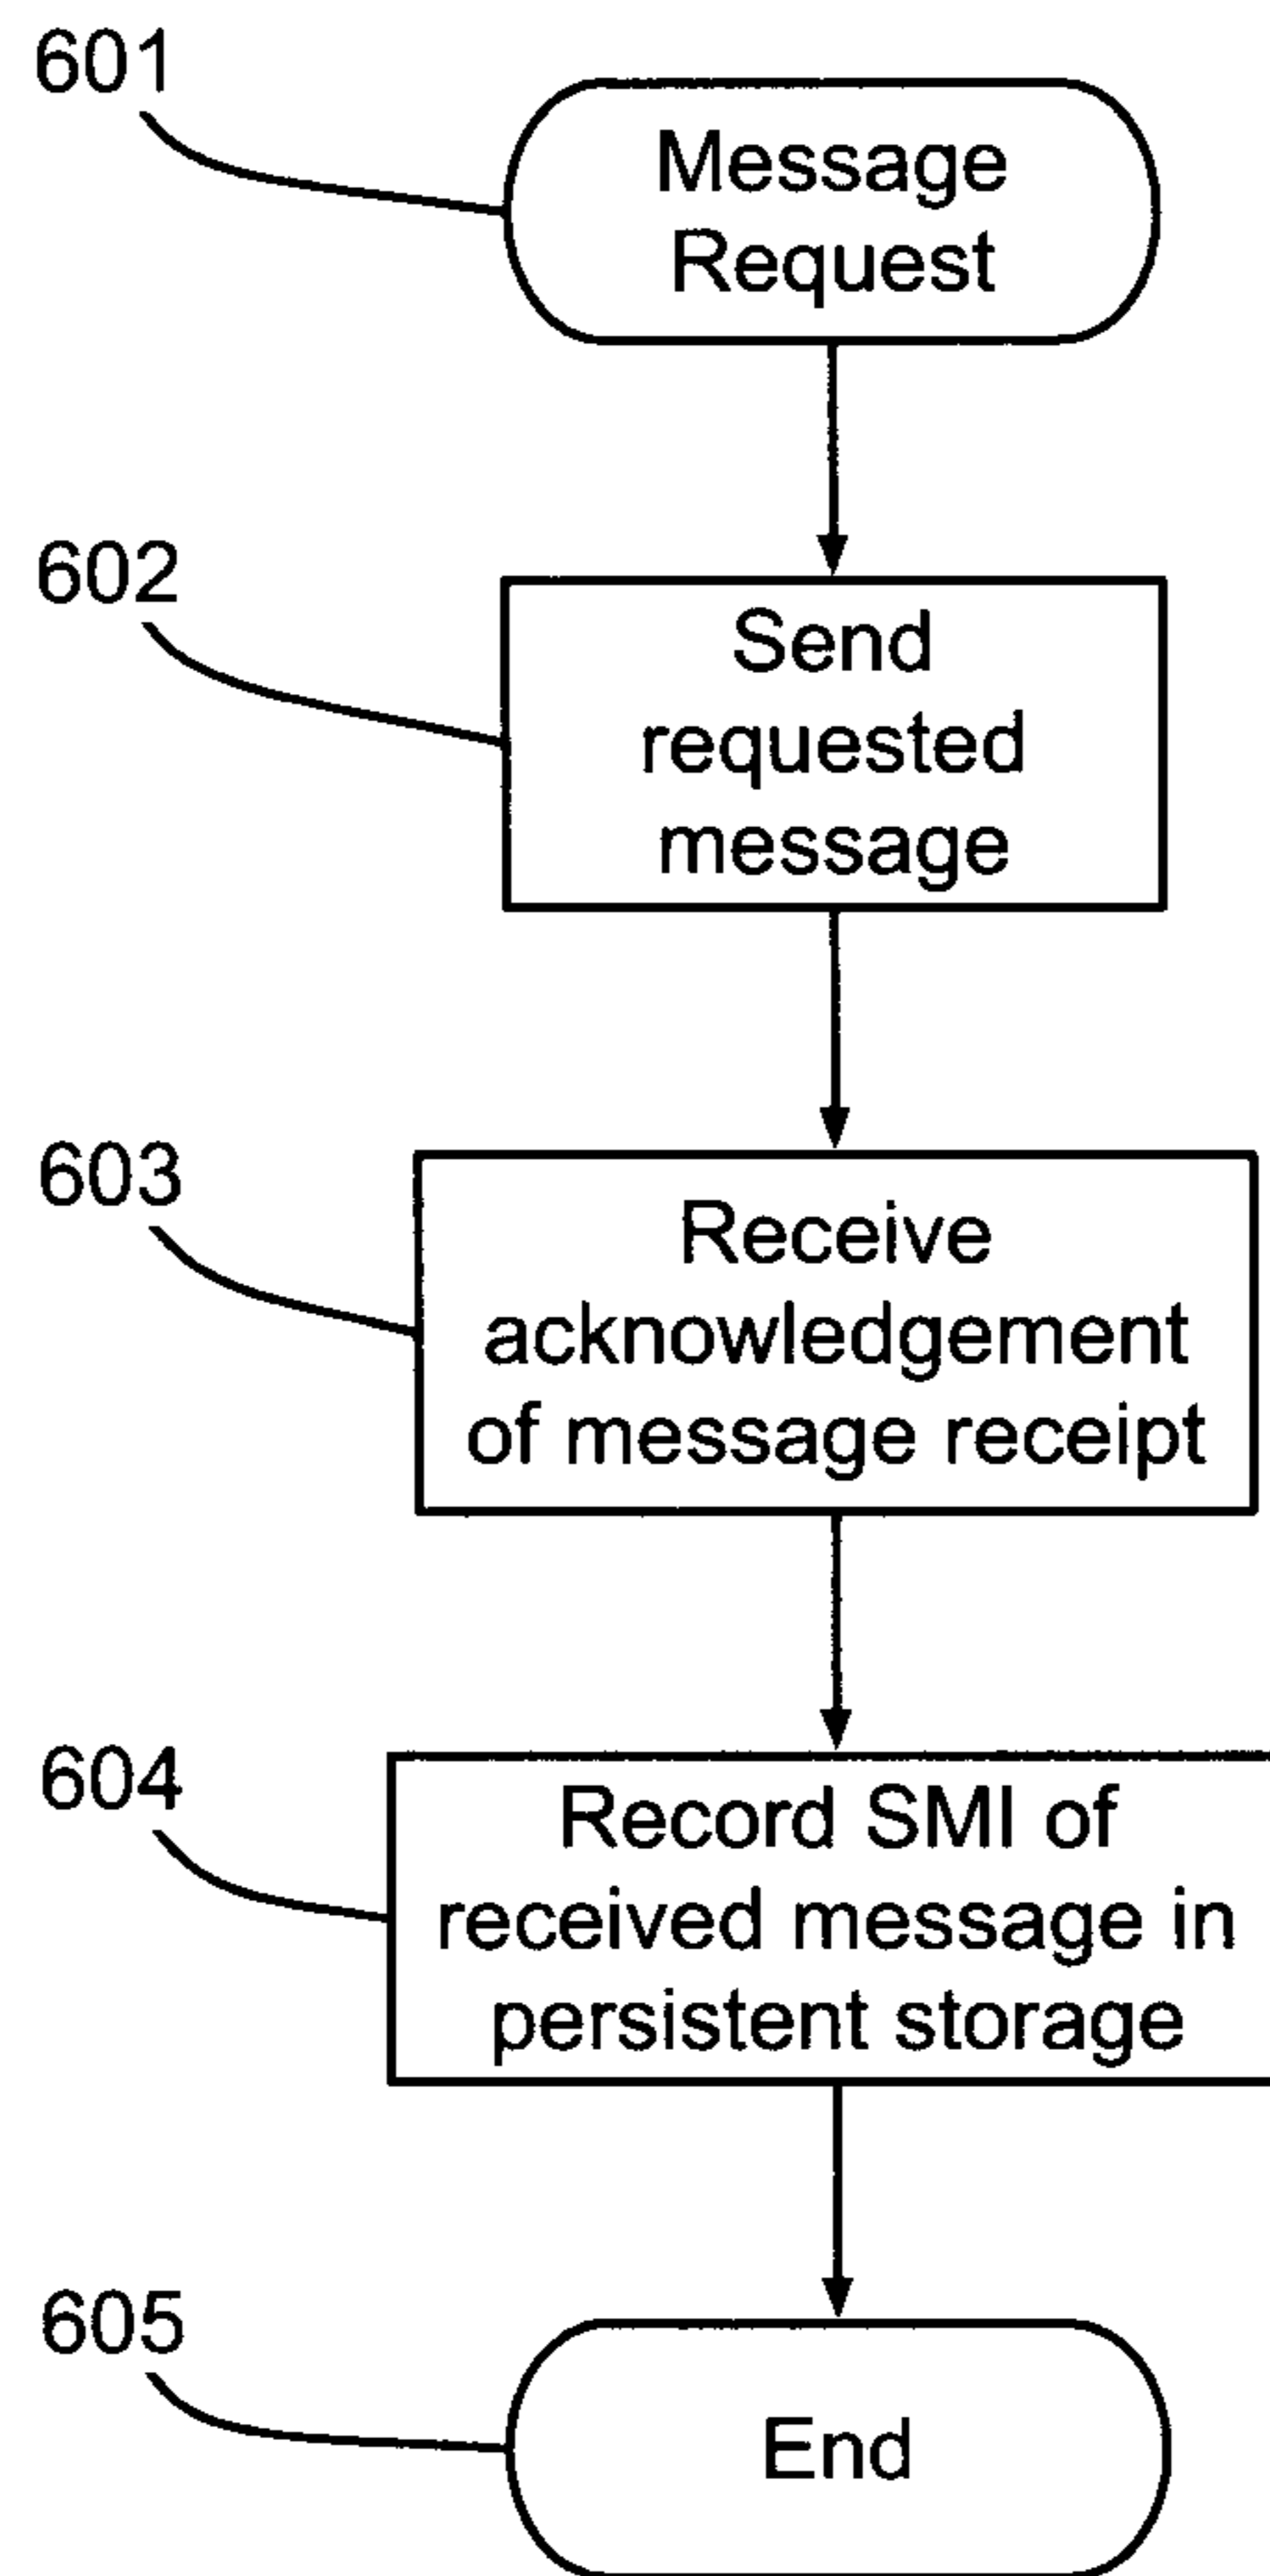 601
Message
Request
602
Send
requested
message
603
Receive
acknowledgement
of message receipt
604
Record SMI of
received message in
persistent storage
605
End